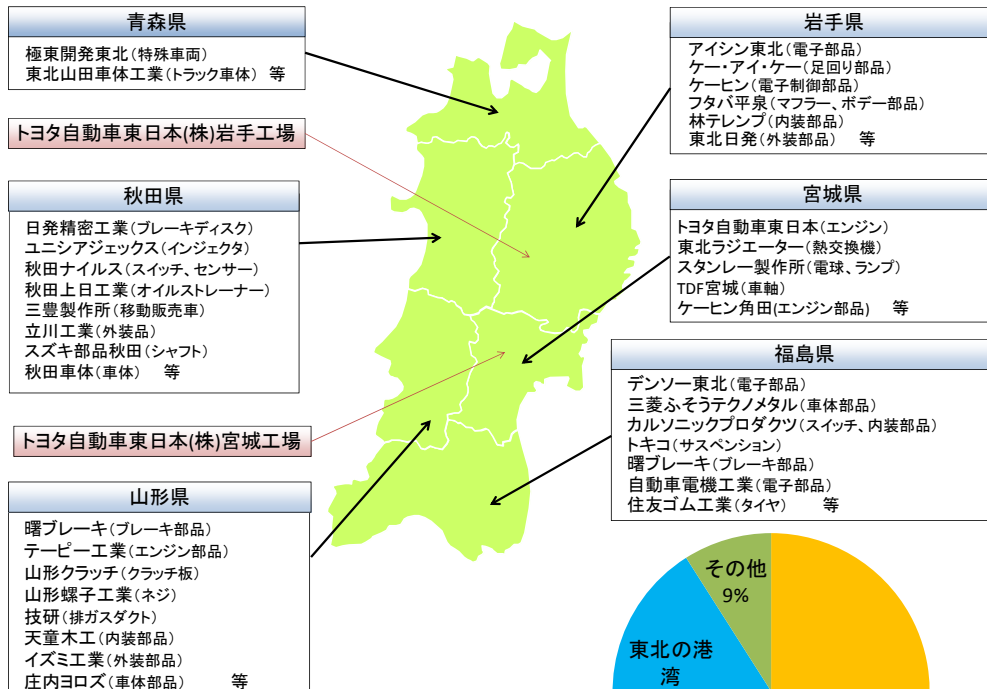 青森県
極東開発東北(特殊車両)
東北山田車体工業(トラック車体) 等
トヨタ自動車東日本(株)岩手工場
秋田県
日発精密工業(ブレーキディスク)
ユニシアジェックス(インジェクタ)
秋田ナイルス(スイッチ、センサー)
秋田上日工業(オイルストレーナー)
三豊製作所(移動販売車)
立川工業(外装品)
スズキ部品秋田(シャフト)
秋田車体(車体) 等
トヨタ自動車東日本(株)宮城工場
山形県
曙ブレーキ(ブレーキ部品)
テーピー工業(エンジン部品)
山形クラッチ(クラッチ板)
山形螺子工業(ネジ)
技研(排ガスダクト)
天童木工(内装部品)
イズミ工業(外装部品)
庄内ヨロズ(車体部品) 等
岩手県
アイシン東北(電子部品)
ケー・アイ・ケー(足回り部品)
ケーヒン(電子制御部品)
フタバ平泉(マフラー、ボデー部品)
林テレンプ(内装部品)
東北日発(外装部品) 等
宮城県
トヨタ自動車東日本(エンジン)
東北ラジエーター(熱交換機)
スタンレー製作所(電球、ランプ)
TDF宮城(車軸)
ケーヒン角田(エンジン部品) 等
福島県
デンソー東北(電子部品)
三菱ふそうテクノメタル(車体部品)
カルソニックプロダクツ(スイッチ、内装部品)
トキコ(サスペンション)
曙ブレーキ(ブレーキ部品)
自動車電機工業(電子部品)
住友ゴム工業(タイヤ) 等
その他
9%
東北の港
湾